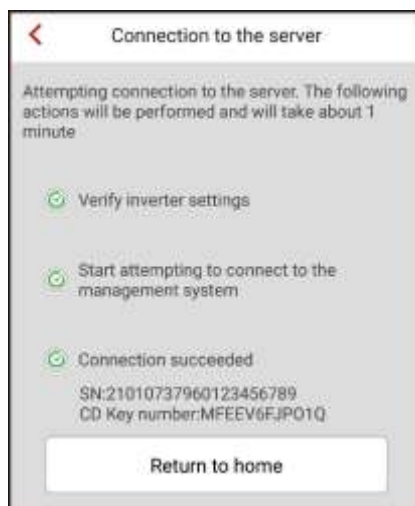 Connection to the server
Attempting connection to the server. The following
actions will be performed and will take about 1
minute
Verify inverter settings
Start attempting to connect to the
management system
Connection succeeded
SN:21010737960123456789
CD Key number:MFEEV6FJPO1Q
Return to home